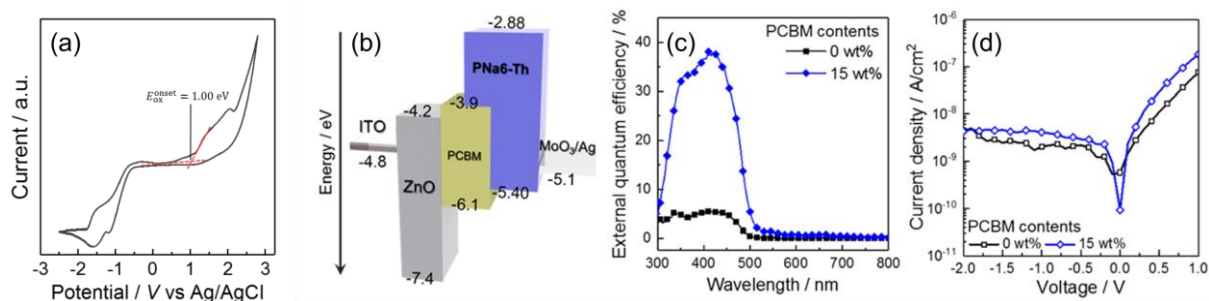 (a)
E_ox^onset = 1.00 eV
Current / a.u.
-3 -2 -1 0 1 2 3
Potential / V vs Ag/AgCl
(b)
Energy / eV
ITO
-4.8
-4.2
ZnO
-7.4
-3.9
PCBM
-6.1
-2.88
PNa6-Th
-5.40
MoO3/Ag
-5.1
(c)
External quantum efficiency / %
50
40
30
20
10
0
PCBM contents
0 wt%
15 wt%
300 400 500 600 700 800
Wavelength / nm
(d)
Current density / A/cm²
10⁻⁶
10⁻⁷
10⁻⁸
10⁻⁹
10⁻¹⁰
10⁻¹¹
PCBM contents
0 wt% 15 wt%
-2.0 -1.5 -1.0 -0.5 0.0 0.5 1.0
Voltage / V